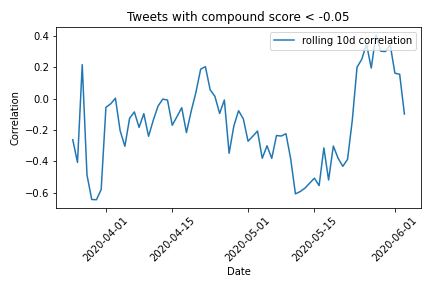 Tweets with compound score < -0.05
rolling 10d correlation
Correlation
0.4
0.2
0.0
−0.2
−0.4
−0.6
2020-04-01
2020-04-15
2020-05-01
2020-05-15
2020-06-01
Date